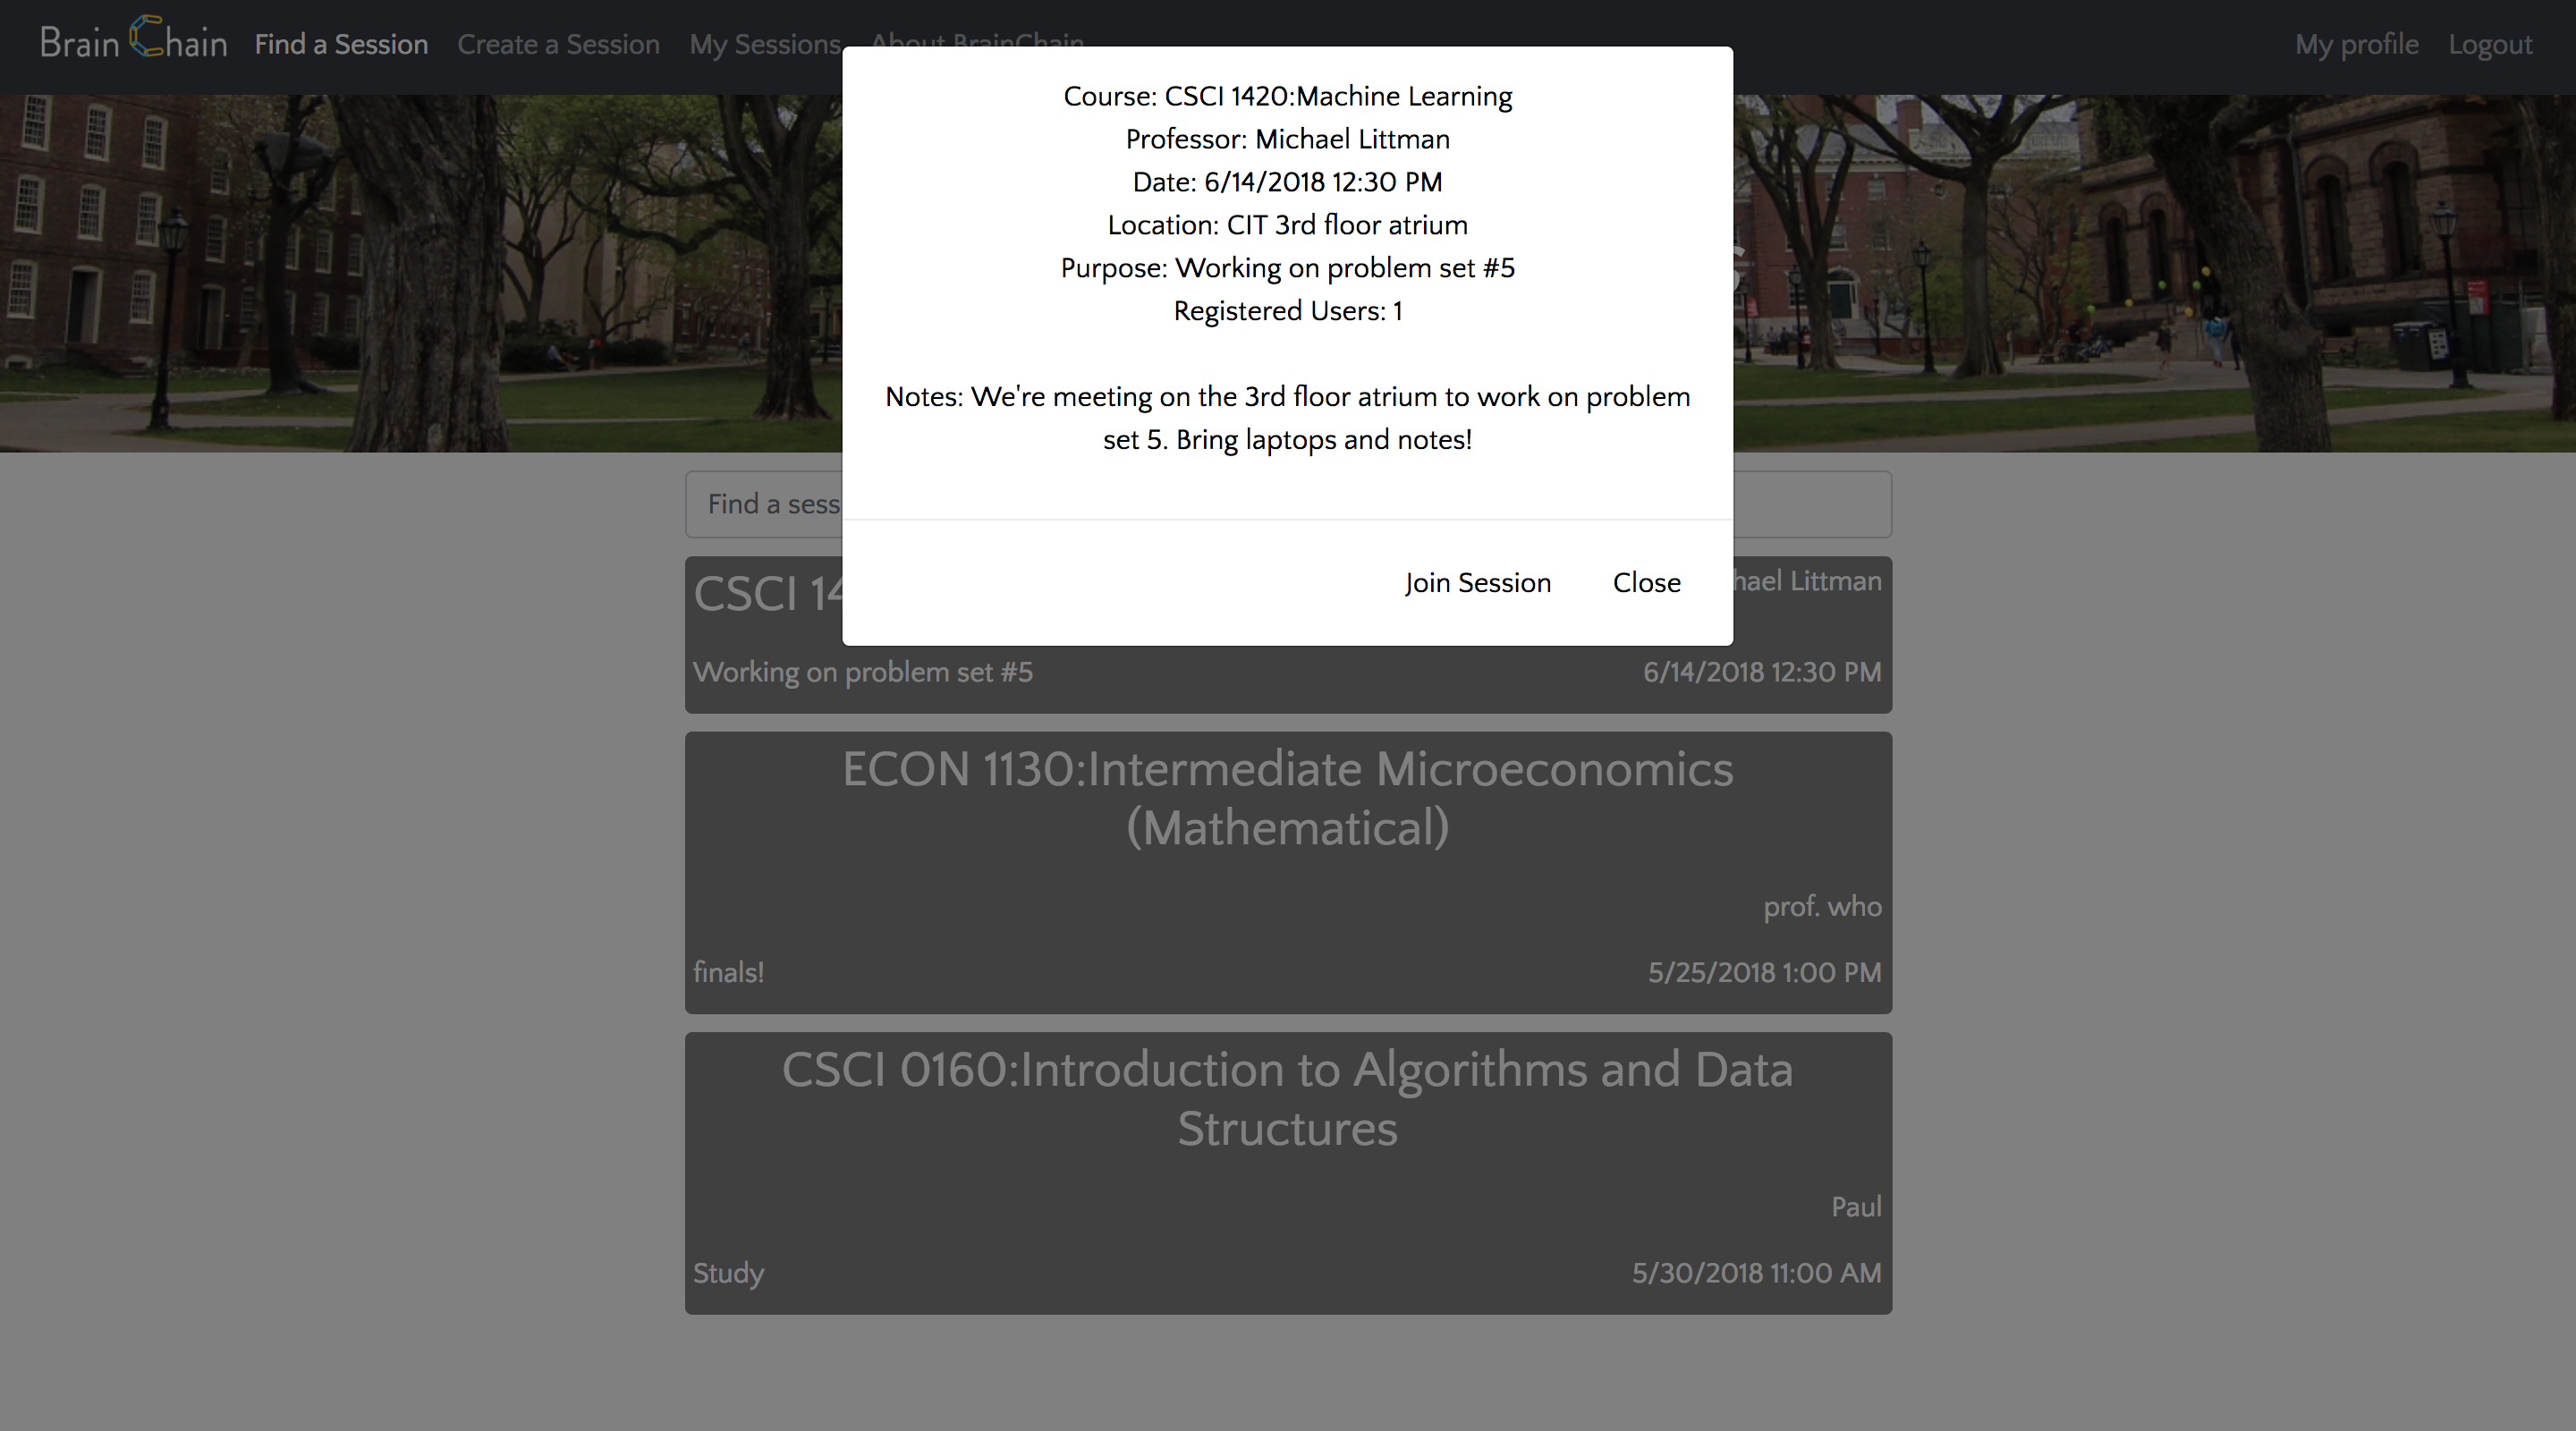 Brain Chain Find a Session Create a Session My Sessions About BrainChain My profile Logout
Course: CSCI 1420:Machine Learning
Professor: Michael Littman
Date: 6/14/2018 12:30 PM
Location: CIT 3rd floor atrium
Purpose: Working on problem set #5
Registered Users: 1
Notes: We're meeting on the 3rd floor atrium to work on problem
set 5. Bring laptops and notes!
Join Session Close
Find a sess
CSCI 14 hael Littman
Working on problem set #5 6/14/2018 12:30 PM
ECON 1130:Intermediate Microeconomics
(Mathematical)
prof. who
finals! 5/25/2018 1:00 PM
CSCI 0160:Introduction to Algorithms and Data
Structures
Paul
Study 5/30/2018 11:00 AM